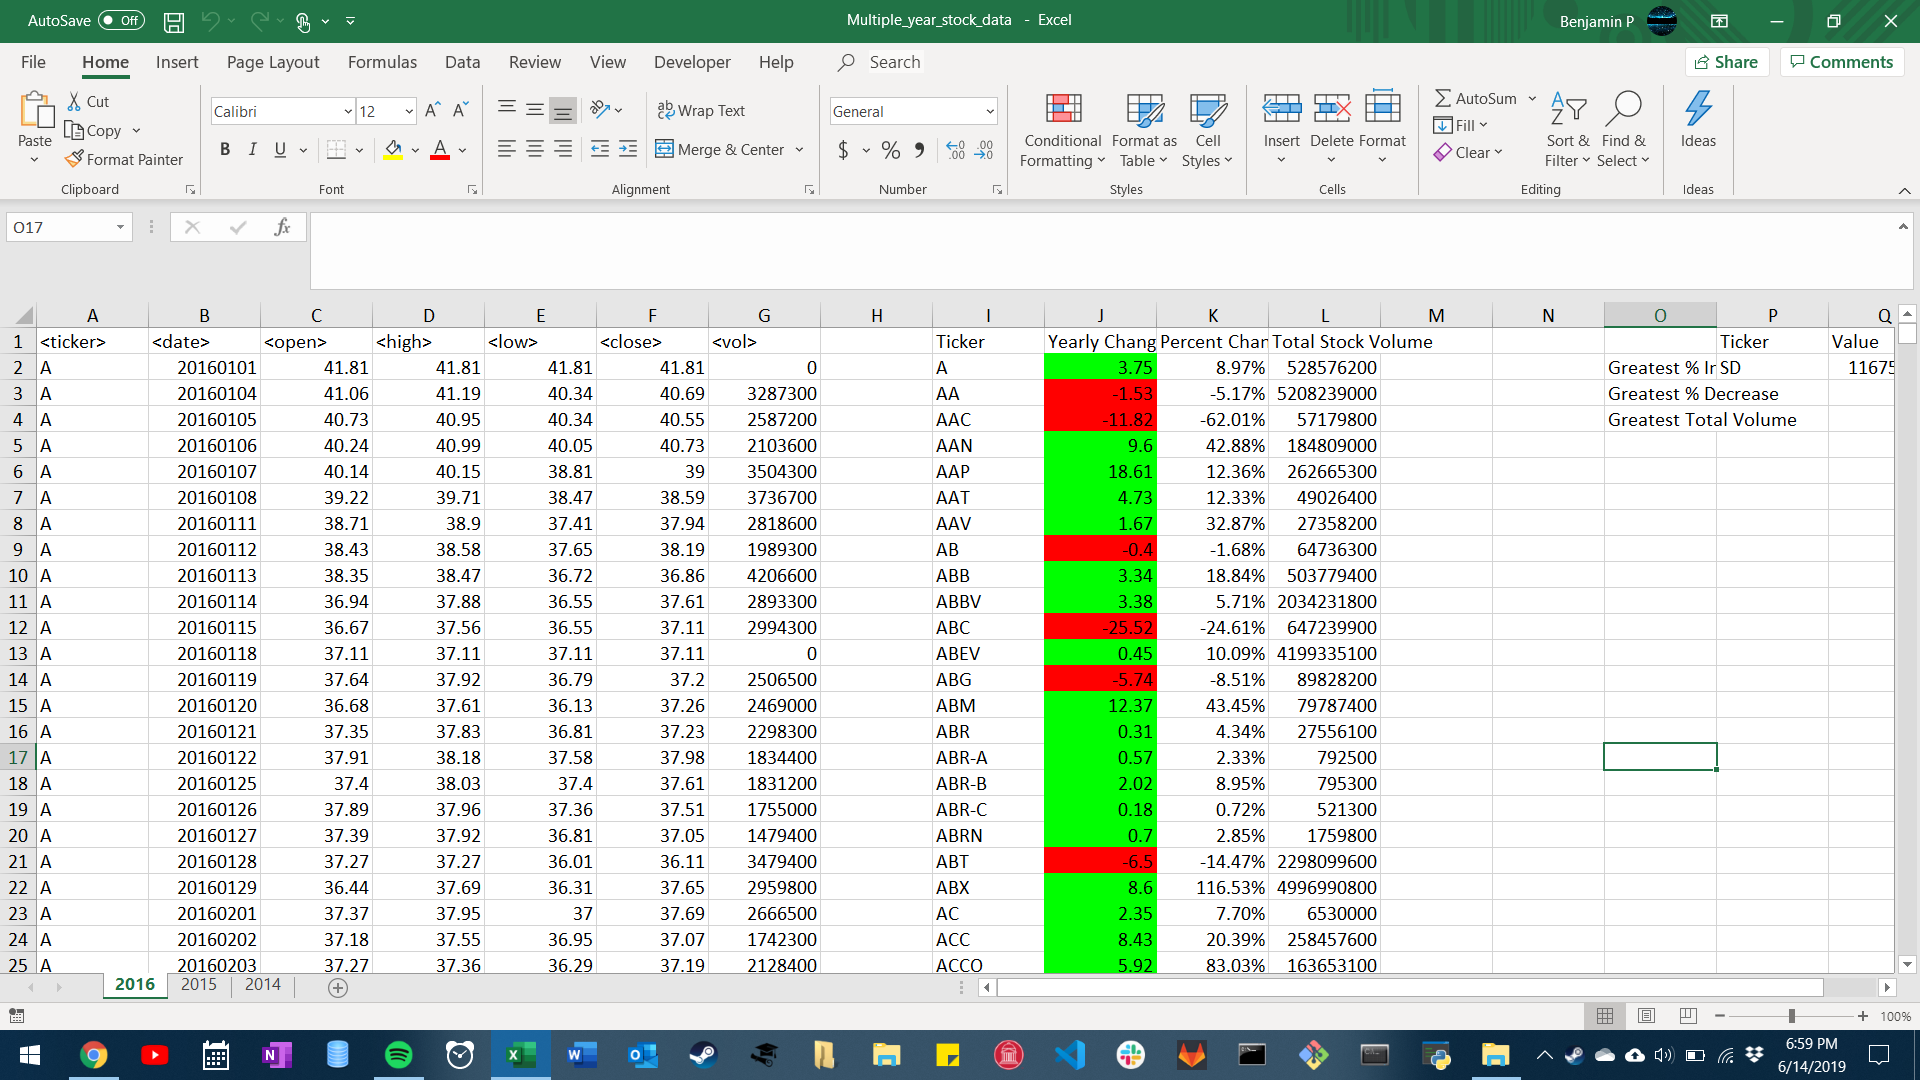 AutoSave Off Multiple_year_stock_data - Excel Benjamin P
File Home Insert Page Layout Formulas Data Review View Developer Help Search Share Comments
Paste Cut Copy Format Painter Clipboard
Calibri 12 B I U A Font
Wrap Text Merge & Center Alignment
General $ % Number
Conditional Formatting Format as Table Cell Styles Styles
Insert Delete Format Cells
AutoSum Fill Clear Sort & Filter Find & Select Editing
Ideas Ideas
O17 fx
A B C D E F G H I J K L M N O P Q
1 <ticker> <date> <open> <high> <low> <close> <vol> Ticker Yearly Chang Percent Chan Total Stock Volume Ticker Value
2 A 20160101 41.81 41.81 41.81 41.81 0 A 3.75 8.97% 528576200 Greatest % Ir SD 11675
3 A 20160104 41.06 41.19 40.34 40.69 3287300 AA -1.53 -5.17% 5208239000 Greatest % Decrease
4 A 20160105 40.73 40.95 40.34 40.55 2587200 AAC -11.82 -62.01% 57179800 Greatest Total Volume
5 A 20160106 40.24 40.99 40.05 40.73 2103600 AAN 9.6 42.88% 184809000
6 A 20160107 40.14 40.15 38.81 39 3504300 AAP 18.61 12.36% 262665300
7 A 20160108 39.22 39.71 38.47 38.59 3736700 AAT 4.73 12.33% 49026400
8 A 20160111 38.71 38.9 37.41 37.94 2818600 AAV 1.67 32.87% 27358200
9 A 20160112 38.43 38.58 37.65 38.19 1989300 AB -0.4 -1.68% 64736300
10 A 20160113 38.35 38.47 36.72 36.86 4206600 ABB 3.34 18.84% 503779400
11 A 20160114 36.94 37.88 36.55 37.61 2893300 ABBV 3.38 5.71% 2034231800
12 A 20160115 36.67 37.56 36.55 37.11 2994300 ABC -25.52 -24.61% 647239900
13 A 20160118 37.11 37.11 37.11 37.11 0 ABEV 0.45 10.09% 4199335100
14 A 20160119 37.64 37.92 36.79 37.2 2506500 ABG -5.74 -8.51% 89828200
15 A 20160120 36.68 37.61 36.13 37.26 2469000 ABM 12.37 43.45% 79787400
16 A 20160121 37.35 37.83 36.81 37.23 2298300 ABR 0.31 4.34% 27556100
17 A 20160122 37.91 38.18 37.58 37.98 1834400 ABR-A 0.57 2.33% 792500
18 A 20160125 37.4 38.03 37.4 37.61 1831200 ABR-B 2.02 8.95% 795300
19 A 20160126 37.89 37.96 37.36 37.51 1755000 ABR-C 0.18 0.72% 521300
20 A 20160127 37.39 37.92 36.81 37.05 1479400 ABRN 0.7 2.85% 1759800
21 A 20160128 37.27 37.27 36.01 36.11 3479400 ABT -6.5 -14.47% 2298099600
22 A 20160129 36.44 37.69 36.31 37.65 2959800 ABX 8.6 116.53% 4996990800
23 A 20160201 37.37 37.95 37 37.69 2666500 AC 2.35 7.70% 6530000
24 A 20160202 37.18 37.55 36.95 37.07 1742300 ACC 8.43 20.39% 258457600
25 A 20160203 37.27 37.36 36.29 37.19 2128400 ACCO 5.92 83.03% 163653100
2016 2015 2014
100%
6:59 PM
6/14/2019